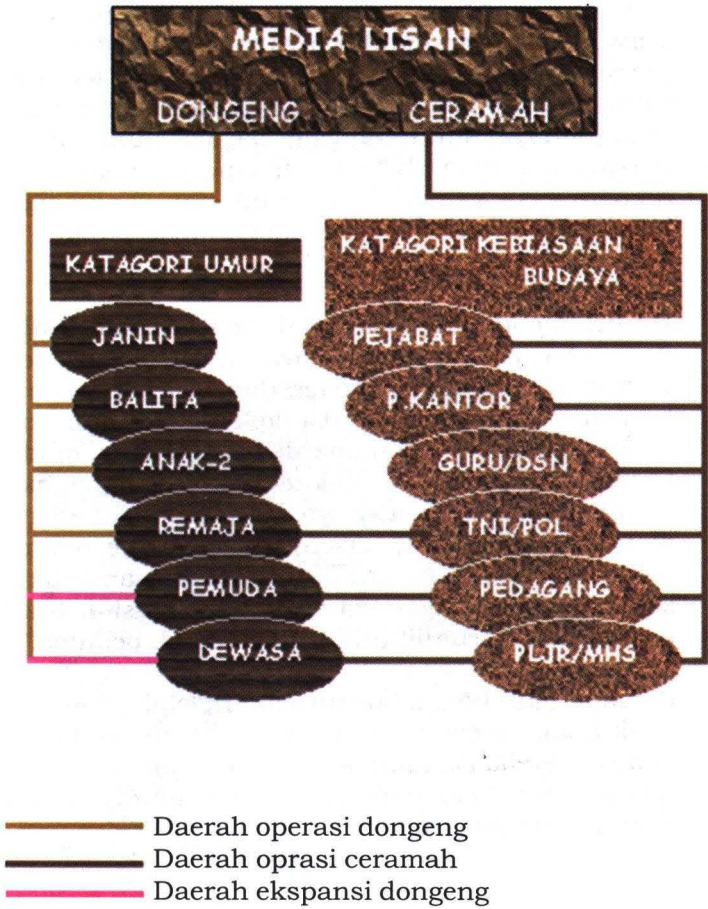 MEDIA LISAN
DONGENG CERAMAH
KATAGORI UMUR
KATAGORI KEBIASAAN
BUDAYA
JANIN
PEJABAT
BALITA
P.KANTOR
ANAK-2
GURU/DSN
REMAJA
TNI/POL
PEMUDA
PEDAGANG
DEWASA
PLJR/MHS
Daerah operasi dongeng
Daerah oprasi ceramah
Daerah ekspansi dongeng